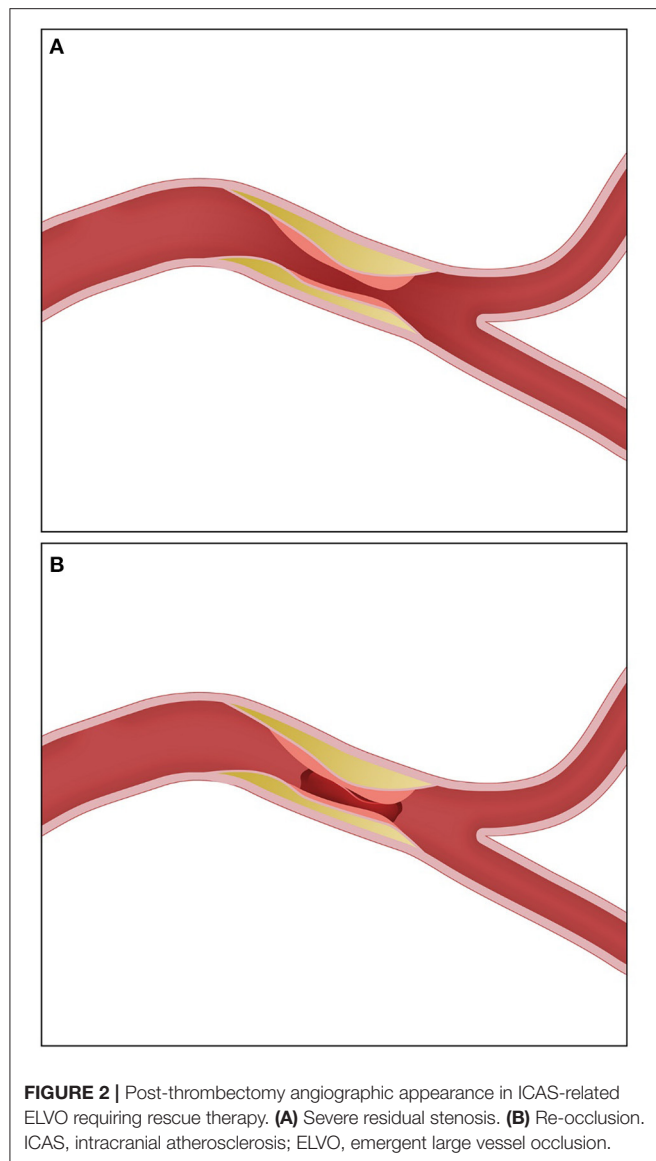 A
B
FIGURE 2 | Post-thrombectomy angiographic appearance in ICAS-related
ELVO requiring rescue therapy. (A) Severe residual stenosis. (B) Re-occlusion.
ICAS, intracranial atherosclerosis; ELVO, emergent large vessel occlusion.